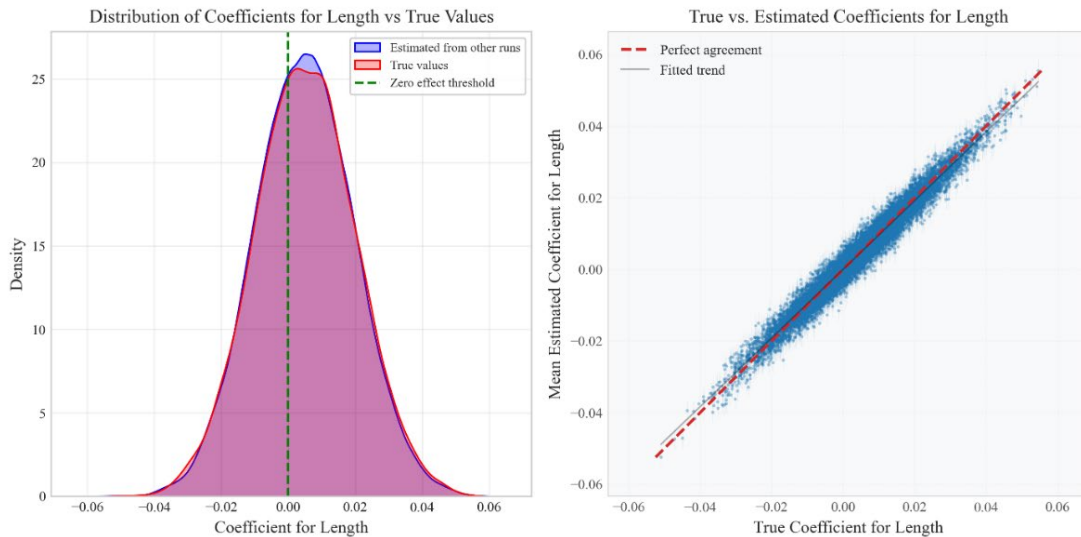 Distribution of Coefficients for Length vs True Values
Estimated from other runs
True values
Zero effect threshold
25
20
15
10
5
0
Density
−0.06
−0.04
−0.02
0.00
0.02
0.04
0.06
Coefficient for Length
True vs. Estimated Coefficients for Length
Perfect agreement
Fitted trend
0.06
0.04
0.02
0.00
−0.02
−0.04
−0.06
Mean Estimated Coefficient for Length
−0.06
−0.04
−0.02
0.00
0.02
0.04
0.06
True Coefficient for Length